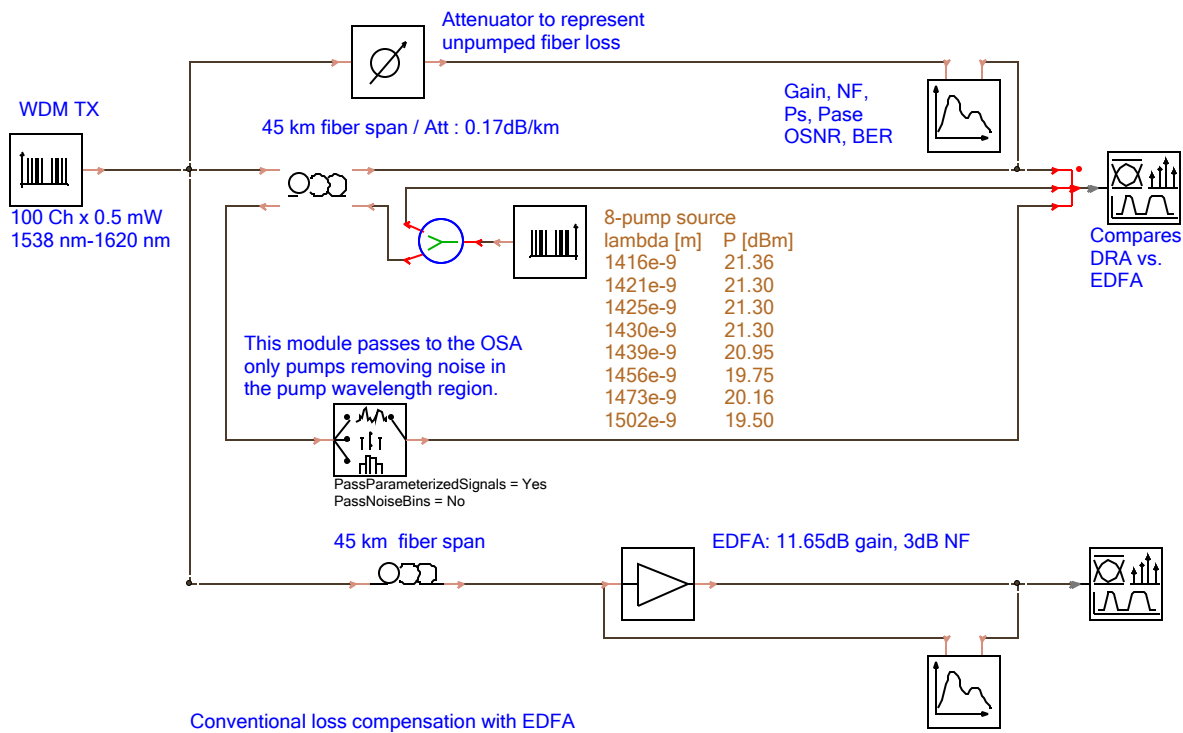 Attenuator to represent
unpumped fiber loss
WDM TX
Gain, NF,
Ps, Pase
OSNR, BER
45 km fiber span / Att : 0.17dB/km
100 Ch x 0.5 mW
1538 nm-1620 nm
8-pump source
lambda [m] P [dBm]
1416e-9 21.36
1421e-9 21.30
1425e-9 21.30
1430e-9 21.30
1439e-9 20.95
1456e-9 19.75
1473e-9 20.16
1502e-9 19.50
Compares
DRA vs.
EDFA
This module passes to the OSA
only pumps removing noise in
the pump wavelength region.
PassParameterizedSignals = Yes
PassNoiseBins = No
45 km fiber span
EDFA: 11.65dB gain, 3dB NF
Conventional loss compensation with EDFA